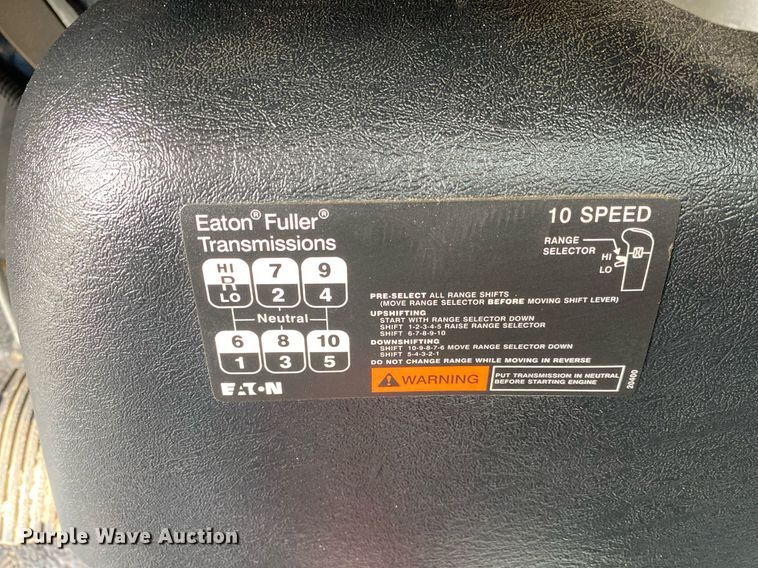 Eaton® Fuller®
Transmissions
10 SPEED
RANGE
SELECTOR
HI
LO
HI
R
LO
7
2
9
4
Neutral
6
1
8
3
10
5
EATON
PRE-SELECT ALL RANGE SHIFTS
(MOVE RANGE SELECTOR BEFORE MOVING SHIFT LEVER)
UPSHIFTING
START WITH RANGE SELECTOR DOWN
SHIFT 1-2-3-4-5 RAISE RANGE SELECTOR
SHIFT 6-7-8-9-10
DOWNSHIFTING
SHIFT 10-9-8-7-6 MOVE RANGE SELECTOR DOWN
SHIFT 5-4-3-2-1
DO NOT CHANGE RANGE WHILE MOVING IN REVERSE
WARNING
PUT TRANSMISSION IN NEUTRAL
BEFORE STARTING ENGINE
20400
Purple Wave Auction